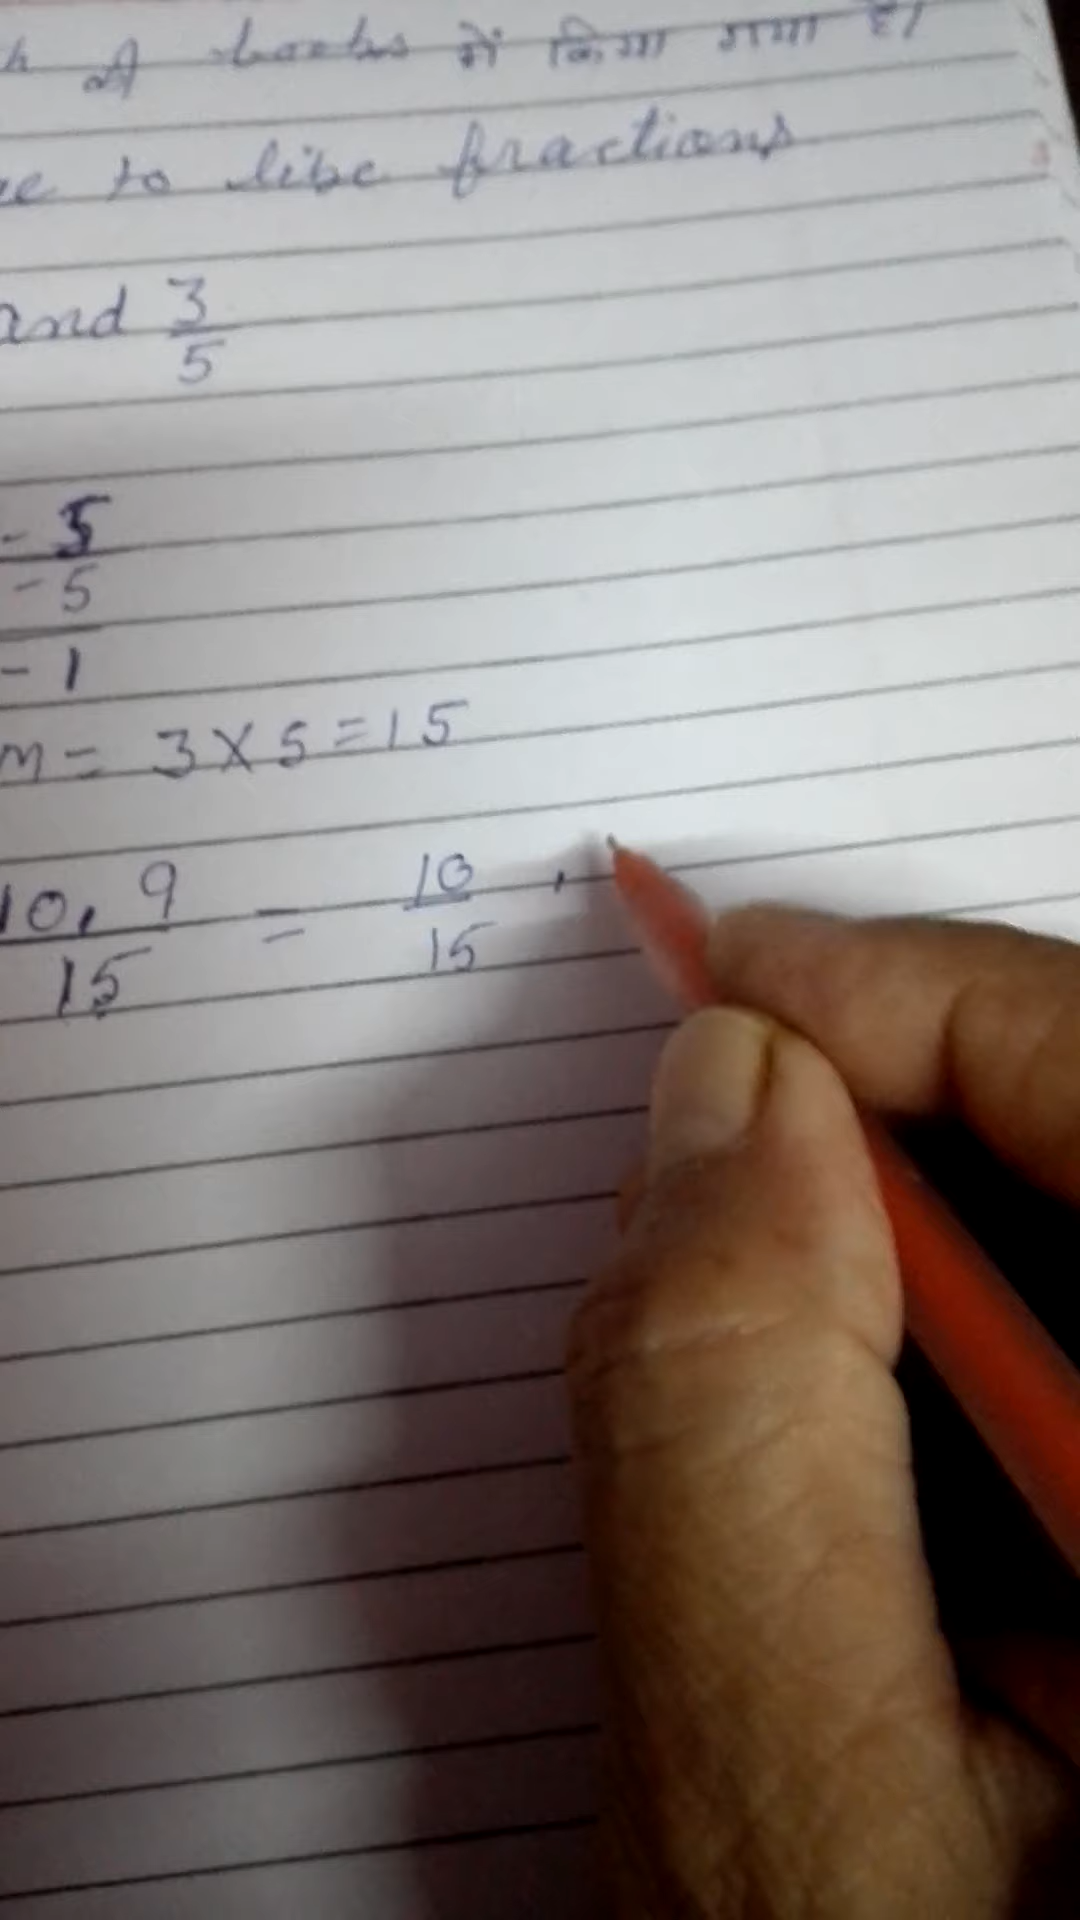 की books में किया गया है।
to like fractions
and 3/5
- 5
- 5
- 1
m = 3 X 5 = 15
10, 9/15 = 10/15 ,